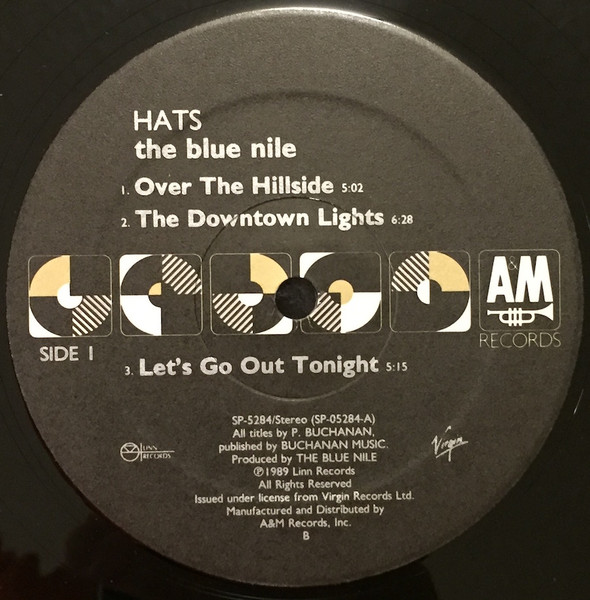 HATS
the blue nile
1. Over The Hillside 5:02
2. The Downtown Lights 6:28
A&M
RECORDS
SIDE 1
3. Let's Go Out Tonight 5:15
SP-5284/Stereo (SP-05284-A)
All titles by P. BUCHANAN,
published by BUCHANAN MUSIC.
Produced by THE BLUE NILE
℗1989 Linn Records
All Rights Reserved
Issued under license from Virgin Records Ltd.
Manufactured and Distributed by
A&M Records, Inc.
B
LINN
RECORDS
Virgin